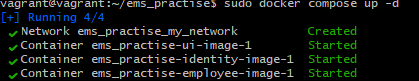 vagrant@vagrant:~/ems_practise$ sudo docker compose up -d
[+] Running 4/4
✔ Network ems_practise_my_network Created
✔ Container ems_practise-ui-image-1 Started
✔ Container ems_practise-identity-image-1 Started
✔ Container ems_practise-employee-image-1 Started